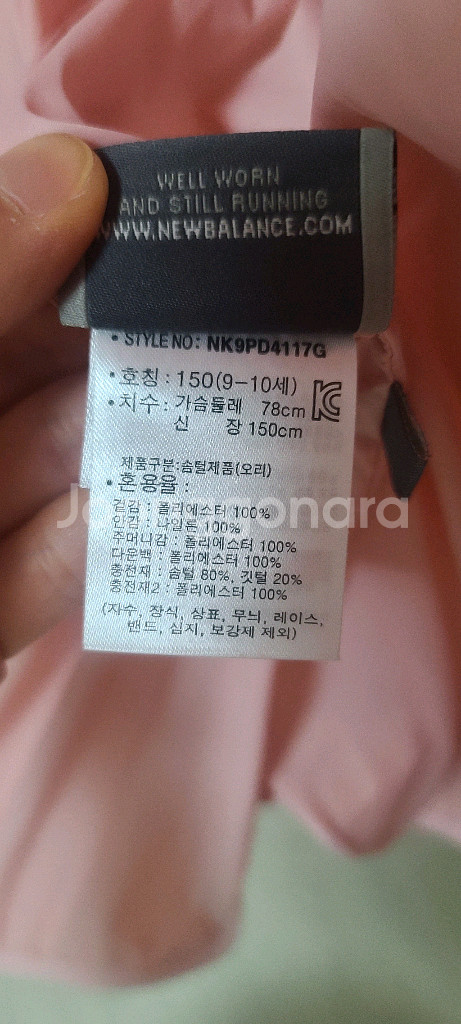 WELL WORN
AND STILL RUNNING
WWW.NEWBALANCE.COM
• STYLE NO: NK9PD4117G
• 호칭 : 150(9-10세)
• 치수 : 가슴둘레 78cm
신 장 150cm
제품구분:솜털제품(오리)
• 혼용율 :
겉감 : 폴리에스터 100%
안감 : 나일론 100%
주머니감 : 폴리에스터 100%
다운백 : 폴리에스터 100%
충전재 : 솜털 80%, 깃털 20%
충전재2 : 폴리에스터 100%
(자수, 장식, 상표, 무늬, 레이스,
밴드, 심지, 보강제 제외)
Joonggonara